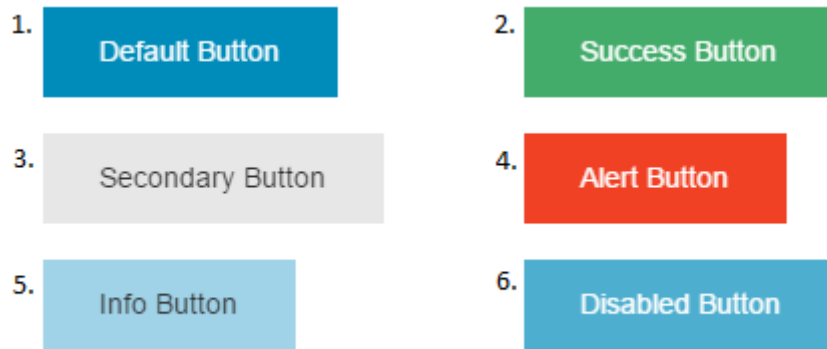 1. Default Button
2. Success Button
3. Secondary Button
4. Alert Button
5. Info Button
6. Disabled Button